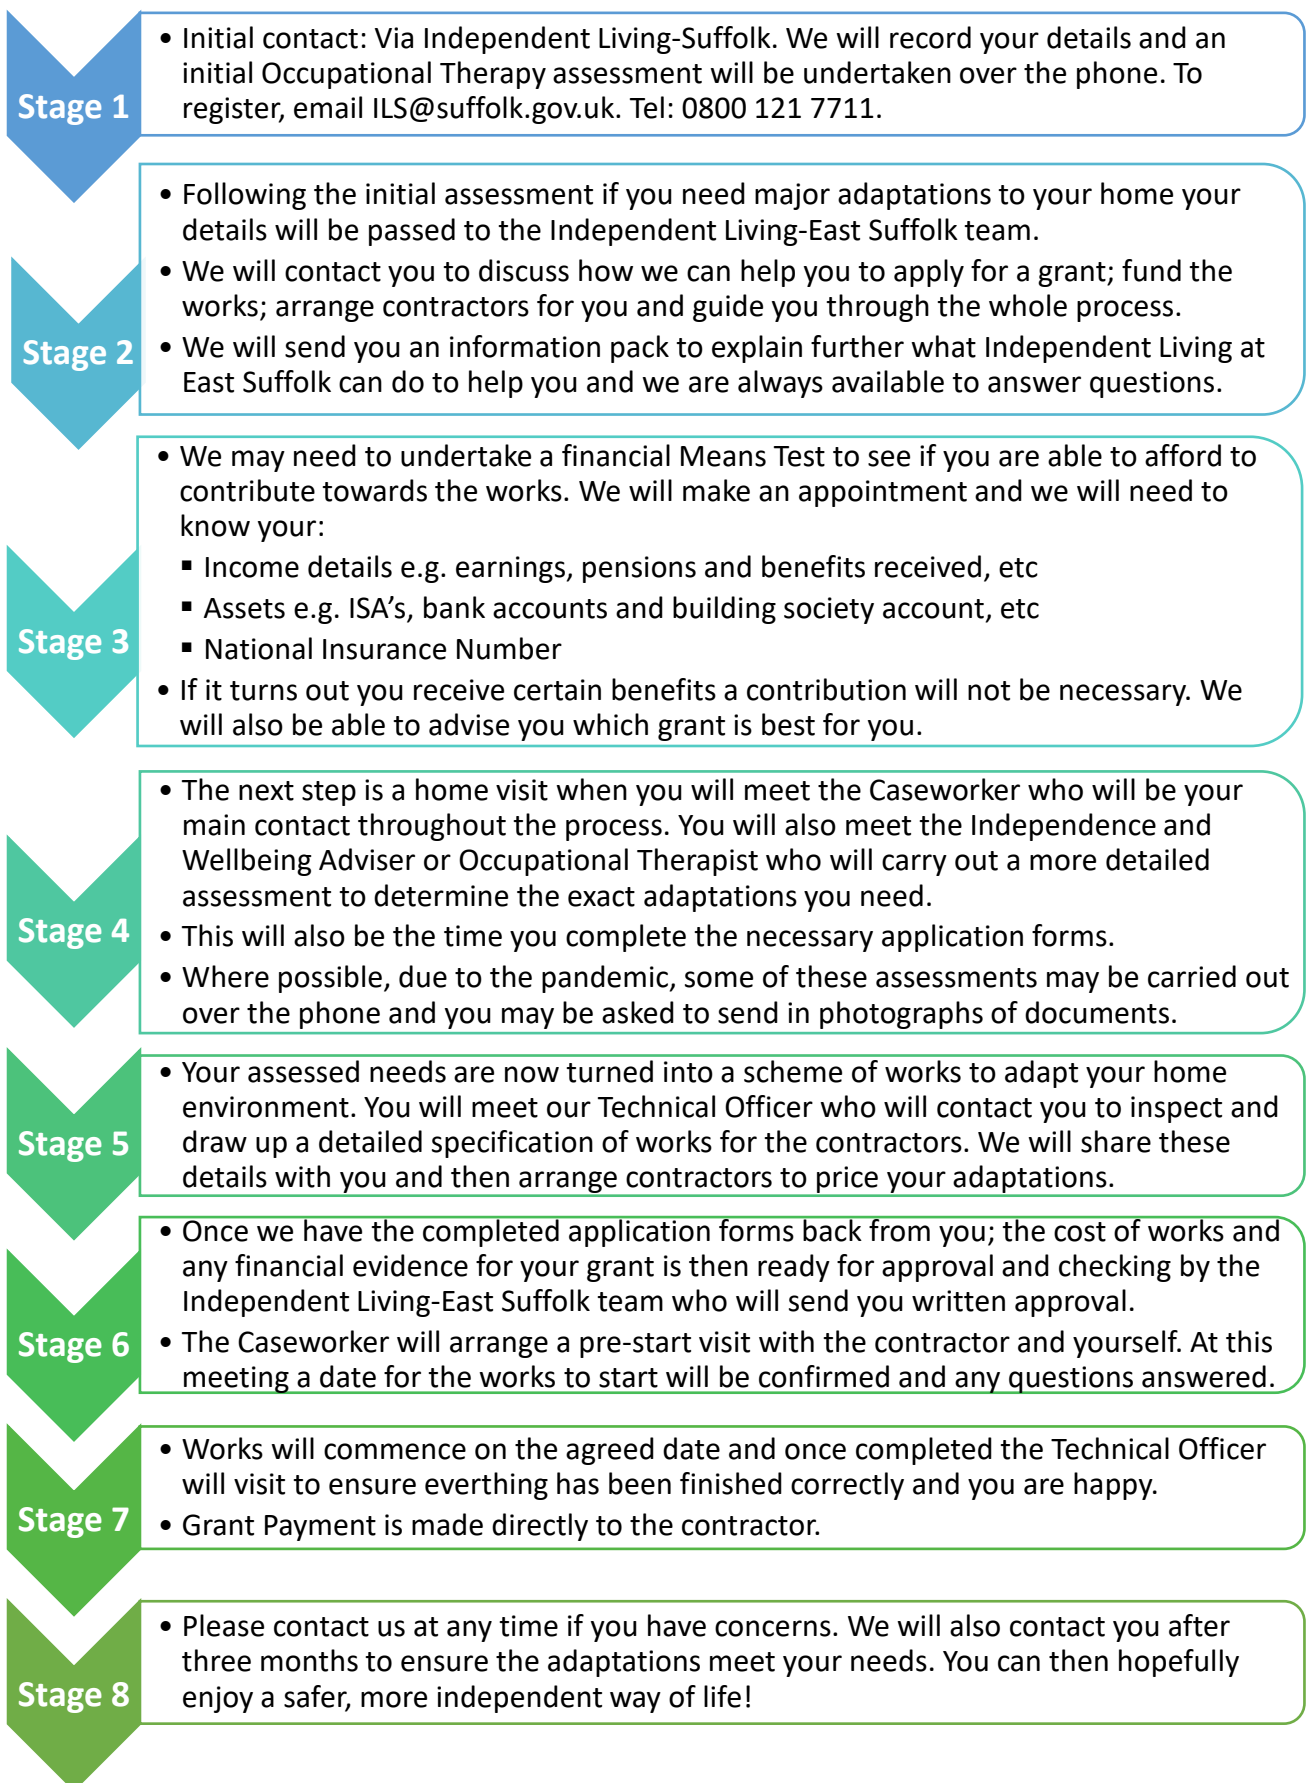 Stage 1
• Initial contact: Via Independent Living-Suffolk. We will record your details and an
initial Occupational Therapy assessment will be undertaken over the phone. To
register, email ILS@suffolk.gov.uk. Tel: 0800 121 7711.
Stage 2
• Following the initial assessment if you need major adaptations to your home your
details will be passed to the Independent Living-East Suffolk team.
• We will contact you to discuss how we can help you to apply for a grant; fund the
works; arrange contractors for you and guide you through the whole process.
• We will send you an information pack to explain further what Independent Living at
East Suffolk can do to help you and we are always available to answer questions.
Stage 3
• We may need to undertake a financial Means Test to see if you are able to afford to
contribute towards the works. We will make an appointment and we will need to
know your:
▪ Income details e.g. earnings, pensions and benefits received, etc
▪ Assets e.g. ISA’s, bank accounts and building society account, etc
▪ National Insurance Number
• If it turns out you receive certain benefits a contribution will not be necessary. We
will also be able to advise you which grant is best for you.
Stage 4
• The next step is a home visit when you will meet the Caseworker who will be your
main contact throughout the process. You will also meet the Independence and
Wellbeing Adviser or Occupational Therapist who will carry out a more detailed
assessment to determine the exact adaptations you need.
• This will also be the time you complete the necessary application forms.
• Where possible, due to the pandemic, some of these assessments may be carried out
over the phone and you may be asked to send in photographs of documents.
Stage 5
• Your assessed needs are now turned into a scheme of works to adapt your home
environment. You will meet our Technical Officer who will contact you to inspect and
draw up a detailed specification of works for the contractors. We will share these
details with you and then arrange contractors to price your adaptations.
Stage 6
• Once we have the completed application forms back from you; the cost of works and
any financial evidence for your grant is then ready for approval and checking by the
Independent Living-East Suffolk team who will send you written approval.
• The Caseworker will arrange a pre-start visit with the contractor and yourself. At this
meeting a date for the works to start will be confirmed and any questions answered.
Stage 7
• Works will commence on the agreed date and once completed the Technical Officer
will visit to ensure everthing has been finished correctly and you are happy.
• Grant Payment is made directly to the contractor.
Stage 8
• Please contact us at any time if you have concerns. We will also contact you after
three months to ensure the adaptations meet your needs. You can then hopefully
enjoy a safer, more independent way of life!